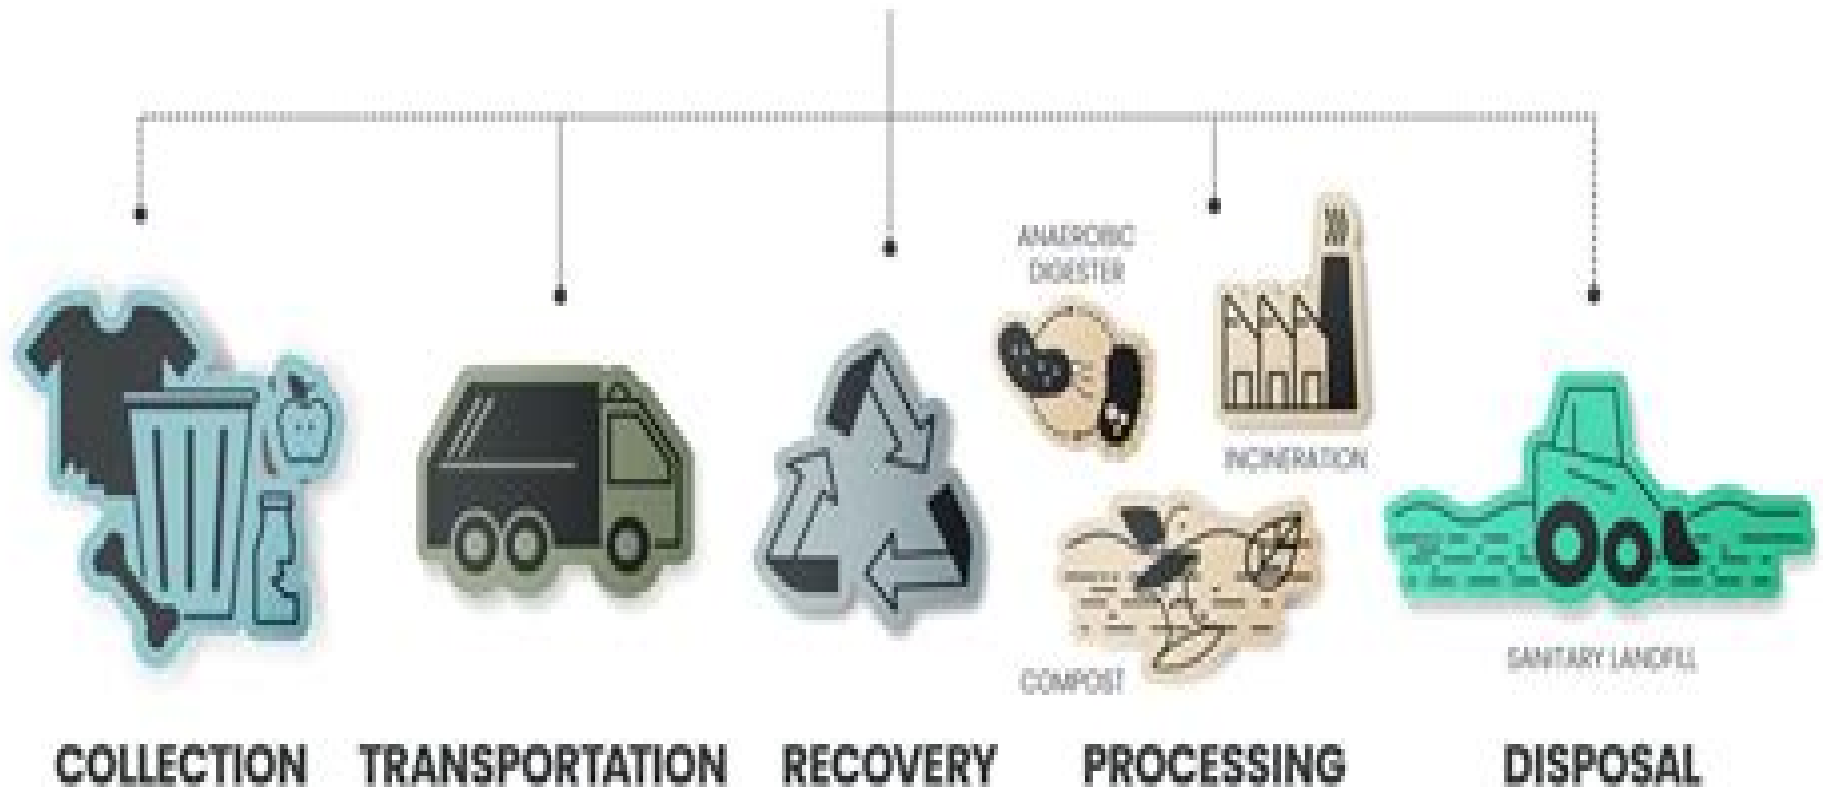 ANAEROBIC
DIGESTER
INCINERATION
COMPOST
SANITARY LANDFILL
COLLECTION
TRANSPORTATION
RECOVERY
PROCESSING
DISPOSAL